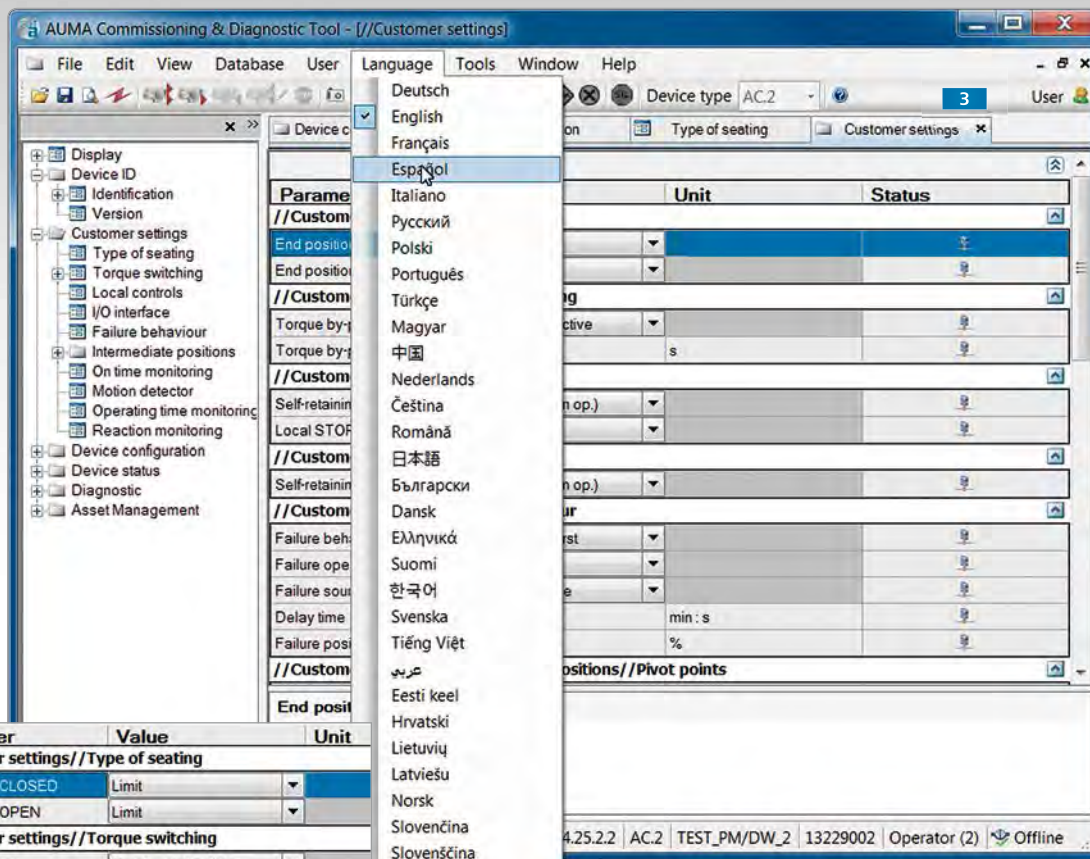 AUMA Commissioning & Diagnostic Tool - [//Customer settings]
File Edit View Database User Language Tools Window Help
Device type AC.2 3 User
Device c on Type of seating Customer settings
Display
Device ID
Identification
Version
Customer settings
Type of seating
Torque switching
Local controls
I/O interface
Failure behaviour
Intermediate positions
On time monitoring
Motion detector
Operating time monitoring
Reaction monitoring
Device configuration
Device status
Diagnostic
Asset Management
Deutsch
English
Français
Español
Italiano
Русский
Polski
Português
Türkçe
Magyar
中国
Nederlands
Čeština
Română
日本語
Български
Dansk
Ελληνικά
Suomi
한국어
Svenska
Tiếng Việt
عربي
Eesti keel
Hrvatski
Lietuvių
Latviešu
Norsk
Slovenčina
Slovenščina
Parame Unit Status
//Custom
End positio
End position
//Custom ng
Torque by-p ctive
Torque by-p s
//Custom
Self-retainin n op.)
Local STOP
//Custom
Self-retainin n op.)
//Custom ur
Failure beha rst
Failure ope
Failure sour e
Delay time min : s
Failure posi %
//Custom ositions//Pivot points
End posit
er Value Unit
r settings//Type of seating
CLOSED Limit
OPEN Limit
r settings//Torque switching
4.25.2.2 AC.2 TEST_PM/DW_2 13229002 Operator (2) Offline